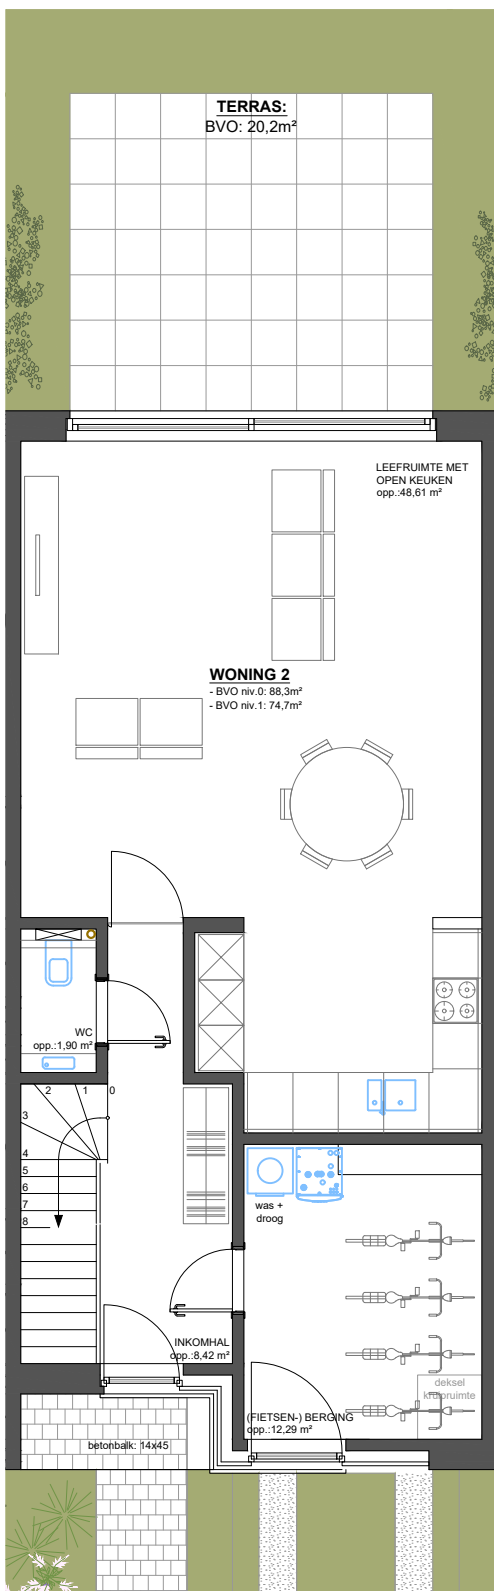 TERRAS:
BVO: 20,2m²
LEEFRUIMTE MET
OPEN KEUKEN
opp.:48,61 m²
WONING 2
- BVO niv.0: 88,3m²
- BVO niv.1: 74,7m²
WC
opp.:1,90 m²
2
1
0
3
4
5
6
7
8
was +
droog
INKOMHAL
opp.:8,42 m²
deksel
kruipruimte
(FIETSEN-) BERGING
opp.:12,29 m²
betonbalk: 14x45